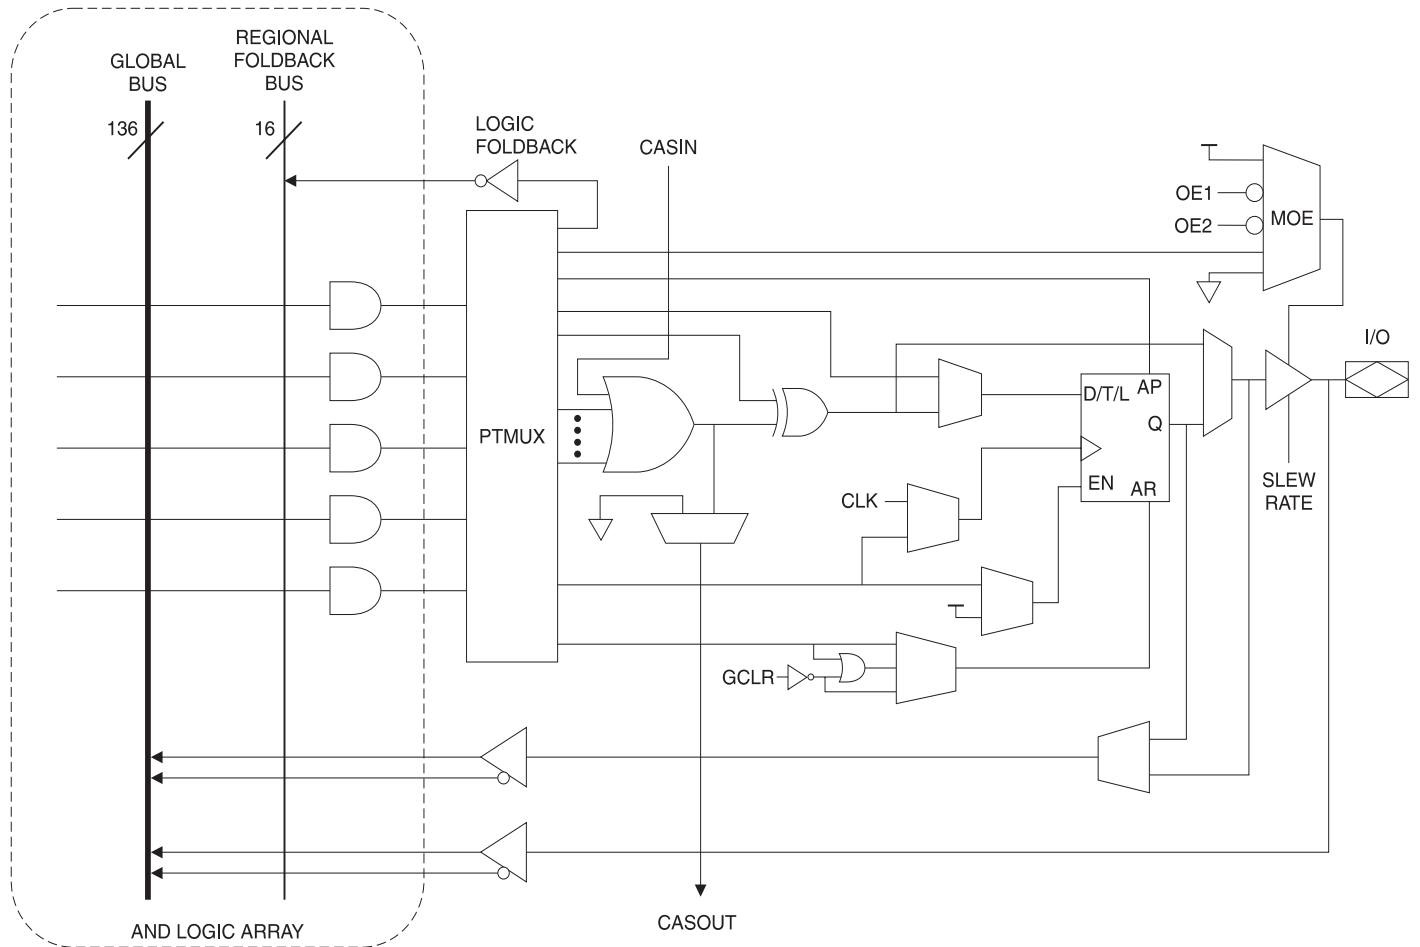 GLOBAL
BUS
REGIONAL
FOLDBACK
BUS
136
16
LOGIC
FOLDBACK
CASIN
OE1
OE2
MOE
I/O
D/T/L
AP
Q
PTMUX
EN
AR
CLK
SLEW
RATE
GCLR
CASOUT
AND LOGIC ARRAY